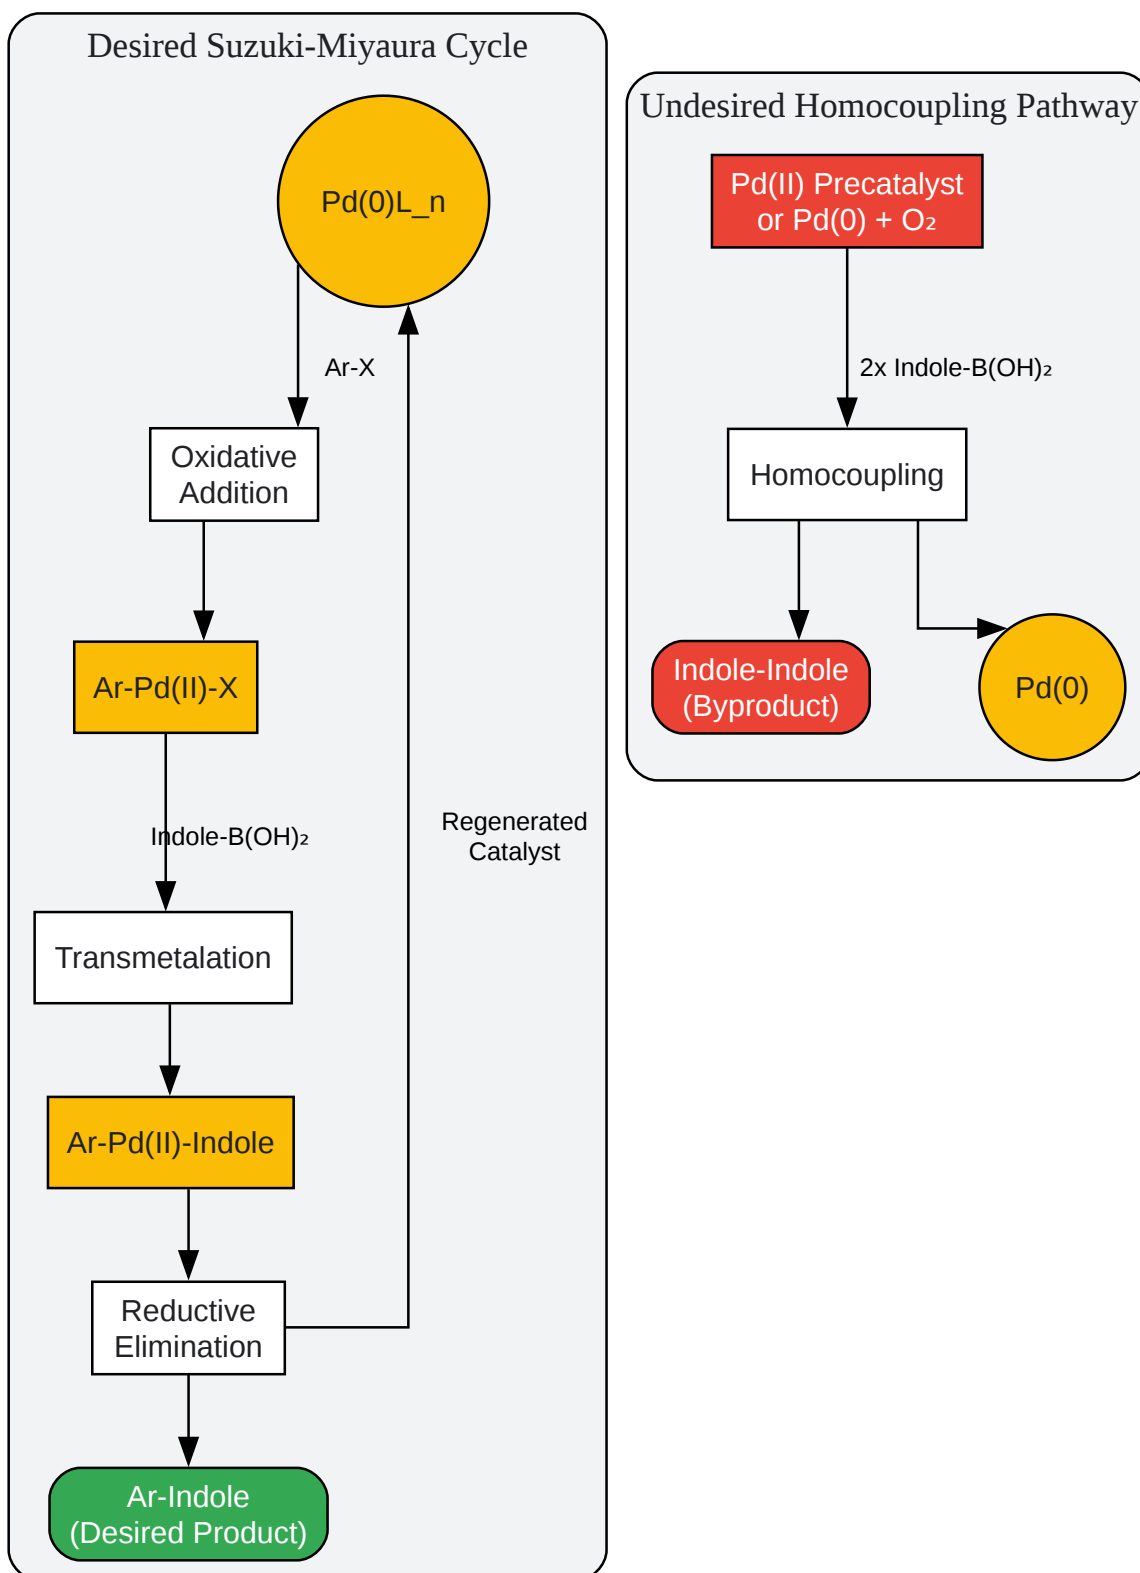 Desired Suzuki-Miyaura Cycle
Pd(0)L_n
Ar-X
Oxidative
Addition
Ar-Pd(II)-X
Indole-B(OH)₂
Transmetalation
Ar-Pd(II)-Indole
Reductive
Elimination
Regenerated
Catalyst
Ar-Indole
(Desired Product)
Undesired Homocoupling Pathway
Pd(II) Precatalyst
or Pd(0) + O₂
2x Indole-B(OH)₂
Homocoupling
Indole-Indole
(Byproduct)
Pd(0)